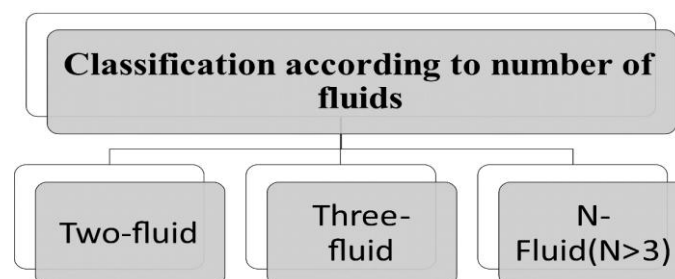 Classification according to number of
fluids
Two-fluid
Three-
fluid
N-
Fluid(N>3)